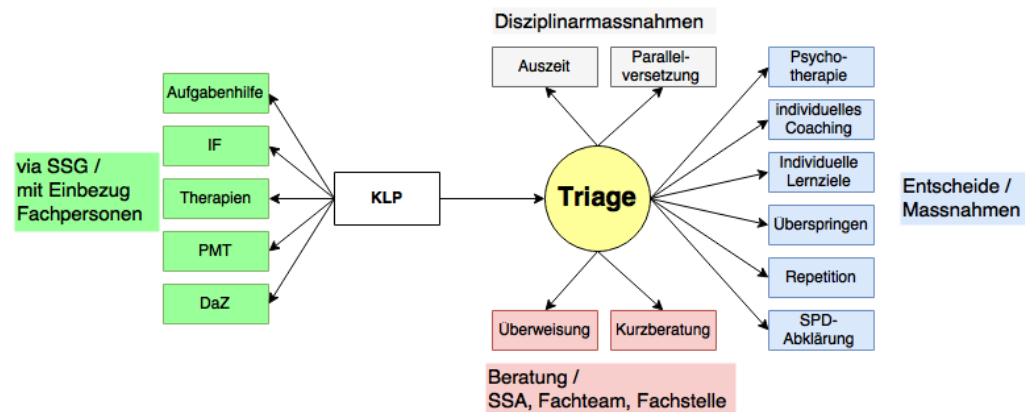 Disziplinarmassnahmen
Auszeit
Parallel-
versetzung
Psycho-
therapie
Aufgabenhilfe
individuelles
Coaching
IF
via SSG /
mit Einbezug
Fachpersonen
Therapien
KLP
Triage
Individuelle
Lernziele
Entscheide /
Massnahmen
Überspringen
PMT
Repetition
DaZ
Überweisung
Kurzberatung
SPD-
Abklärung
Beratung /
SSA, Fachteam, Fachstelle